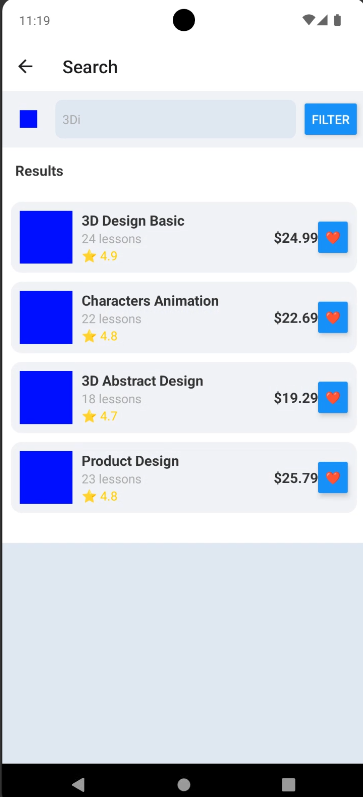 11:19
Search
3Di
FILTER
Results
3D Design Basic
24 lessons
$24.99
⭐ 4.9
Characters Animation
22 lessons
$22.69
⭐ 4.8
3D Abstract Design
18 lessons
$19.29
⭐ 4.7
Product Design
23 lessons
$25.79
⭐ 4.8